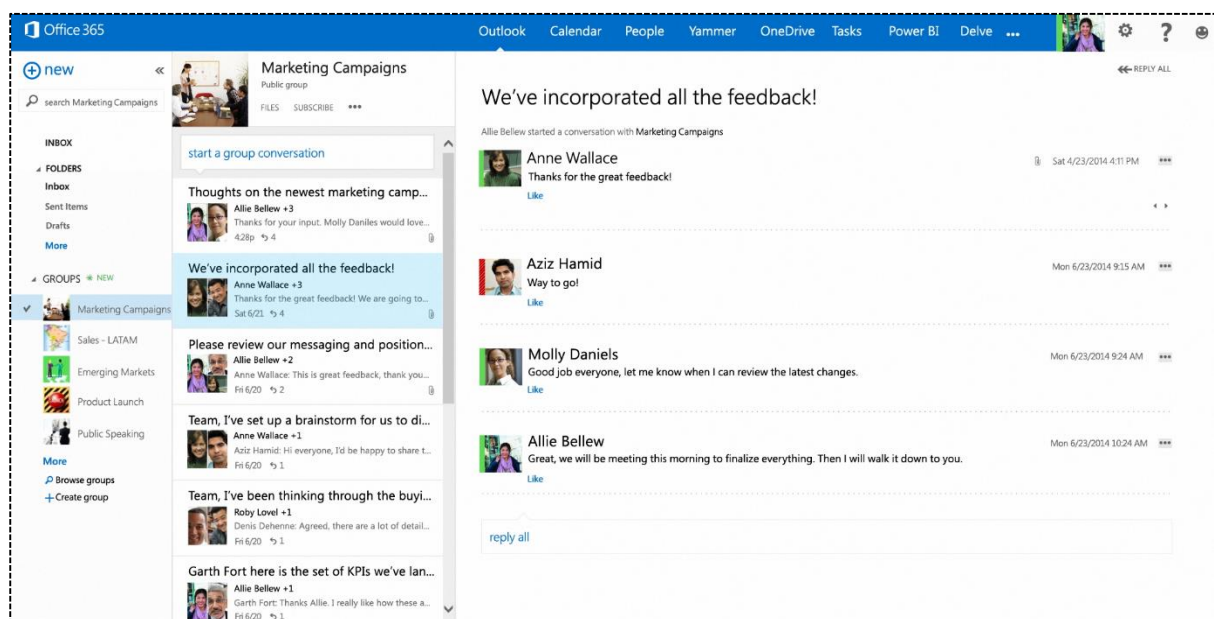 Office 365
Outlook Calendar People Yammer OneDrive Tasks Power BI Delve ...
new
search Marketing Campaigns
INBOX
FOLDERS
Inbox
Sent Items
Drafts
More
GROUPS NEW
Marketing Campaigns
Sales - LATAM
Emerging Markets
Product Launch
Public Speaking
More
Browse groups
Create group
Marketing Campaigns
Public group
FILES SUBSCRIBE
start a group conversation
Thoughts on the newest marketing camp...
Allie Bellew +3
Thanks for your input. Molly Daniles would love...
4:28p 4
We've incorporated all the feedback!
Anne Wallace +3
Thanks for the great feedback! We are going to...
Sat 6/21 4
Please review our messaging and position...
Allie Bellew +2
Anne Wallace: This is great feedback, thank you...
Fri 6/20 2
Team, I've set up a brainstorm for us to di...
Anne Wallace +1
Aziz Hamid: Hi everyone, I'd be happy to share t...
Fri 6/20 1
Team, I've been thinking through the buyi...
Roby Lovel +1
Denis Dehenne: Agreed, there are a lot of detail...
Fri 6/20 1
Garth Fort here is the set of KPIs we've lan...
Allie Bellew +1
Garth Fort: Thanks Allie. I really like how these a...
Fri 6/20 1
REPLY ALL
We've incorporated all the feedback!
Allie Bellew started a conversation with Marketing Campaigns
Anne Wallace
Sat 4/23/2014 4:11 PM
Thanks for the great feedback!
Like
Aziz Hamid
Mon 6/23/2014 9:15 AM
Way to go!
Like
Molly Daniels
Mon 6/23/2014 9:24 AM
Good job everyone, let me know when I can review the latest changes.
Like
Allie Bellew
Mon 6/23/2014 10:24 AM
Great, we will be meeting this morning to finalize everything. Then I will walk it down to you.
Like
reply all